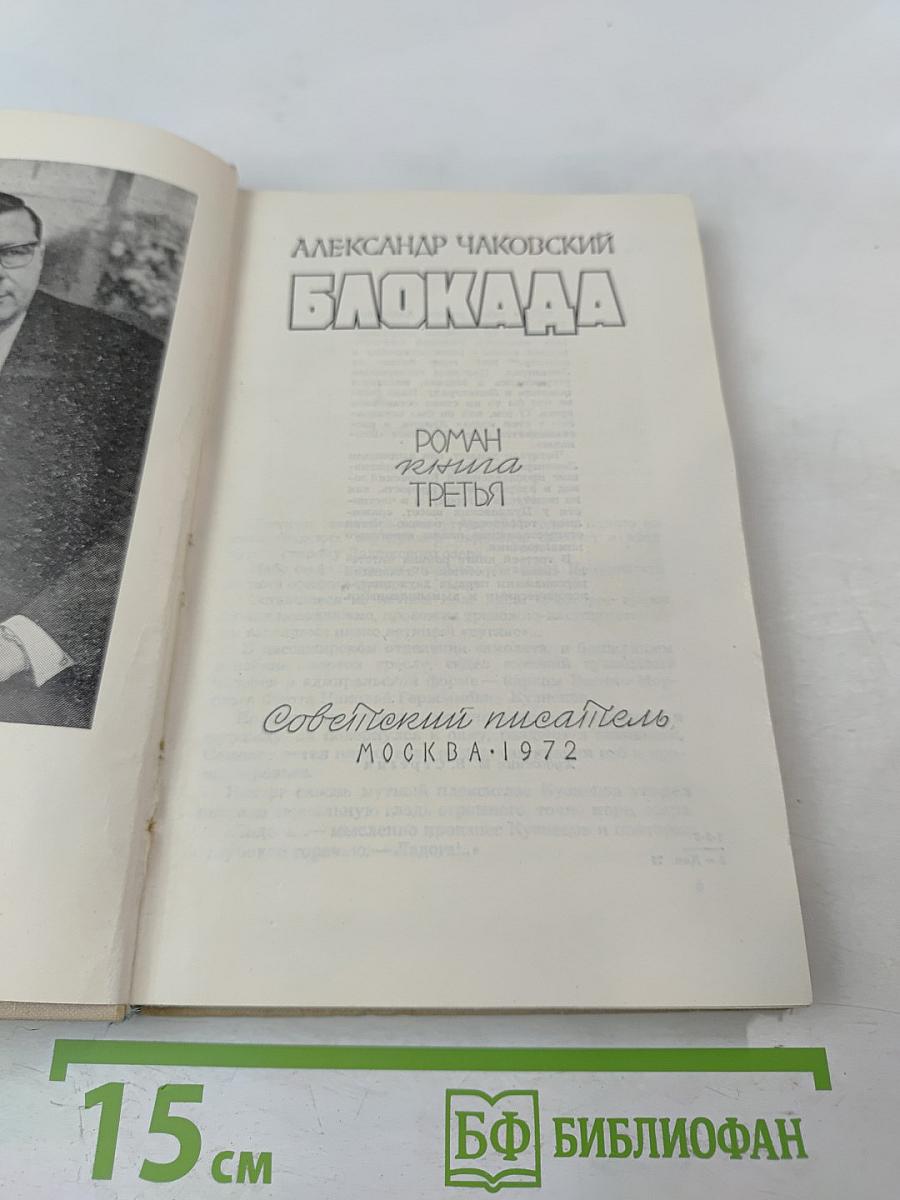 АЛЕКСАНДР ЧАКОВСКИЙ
БЛОКАДА
РОМАН
книга
ТРЕТЬЯ
Советский писатель
МОСКВА · 1972
15 см
БФ БИБЛИОФАН